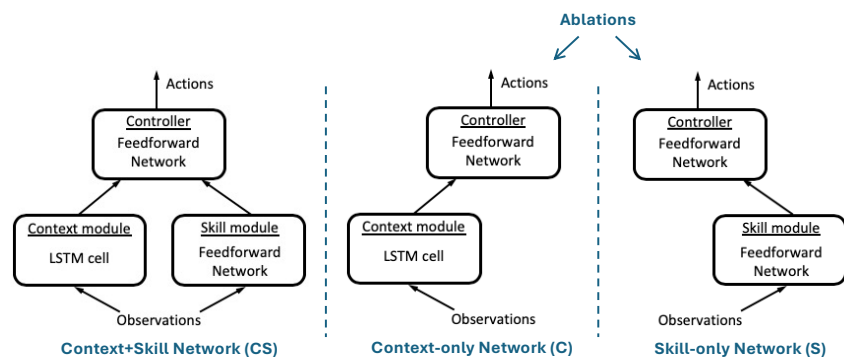 Ablations
Actions
Controller
Feedforward
Network
Context module
LSTM cell
Skill module
Feedforward
Network
Observations
Context+Skill Network (CS)
Actions
Controller
Feedforward
Network
Context module
LSTM cell
Observations
Context-only Network (C)
Actions
Controller
Feedforward
Network
Skill module
Feedforward
Network
Observations
Skill-only Network (S)